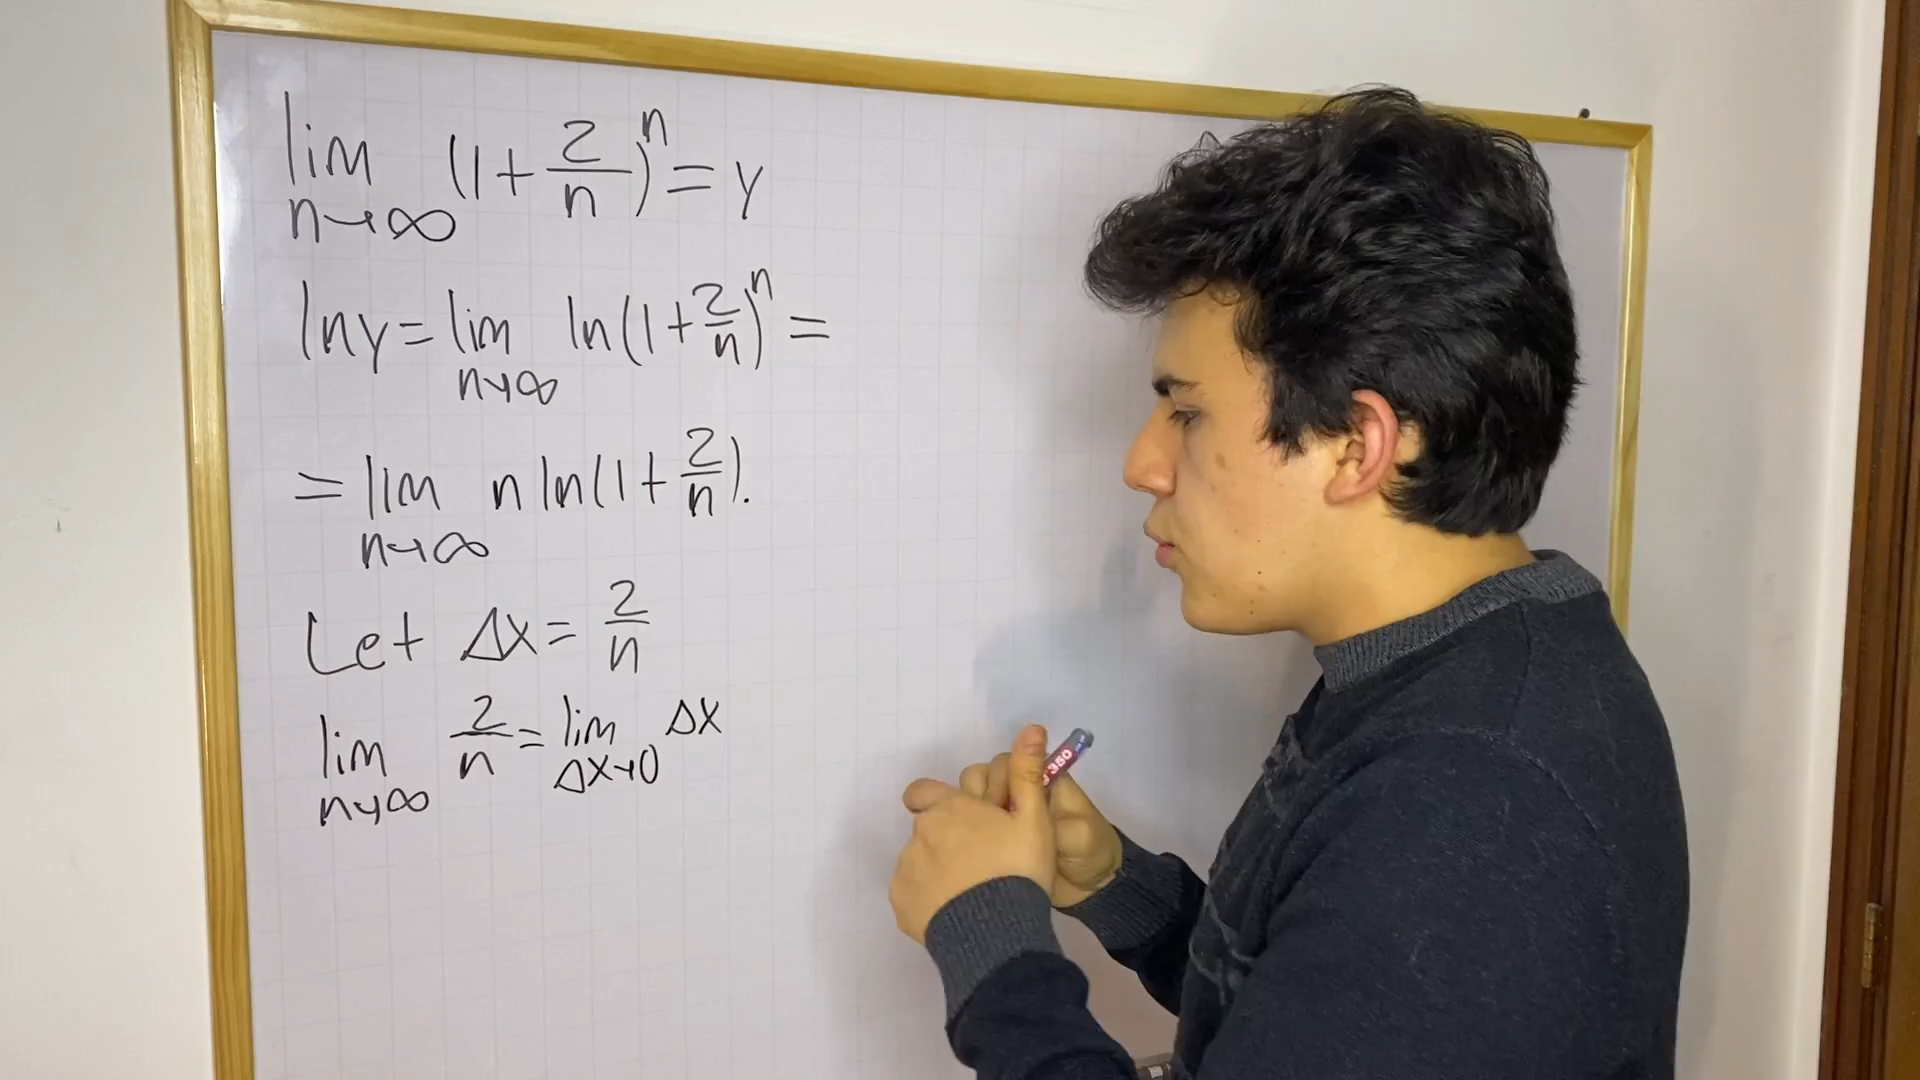 lim (1 + 2/n)^n = y
n→∞
ln y = lim ln(1 + 2/n)^n =
n→∞
= lim n ln(1 + 2/n).
n→∞
Let Δx = 2/n
lim 2/n = lim Δx
n→∞ Δx→0
350